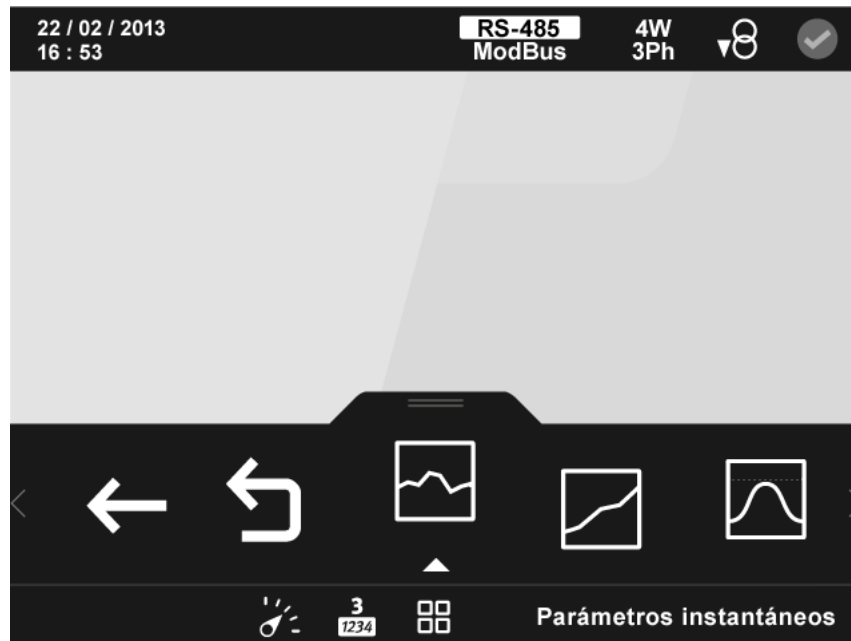 22 / 02 / 2013
16 : 53
RS-485
ModBus
4W
3Ph
3
1234
Parámetros instantáneos